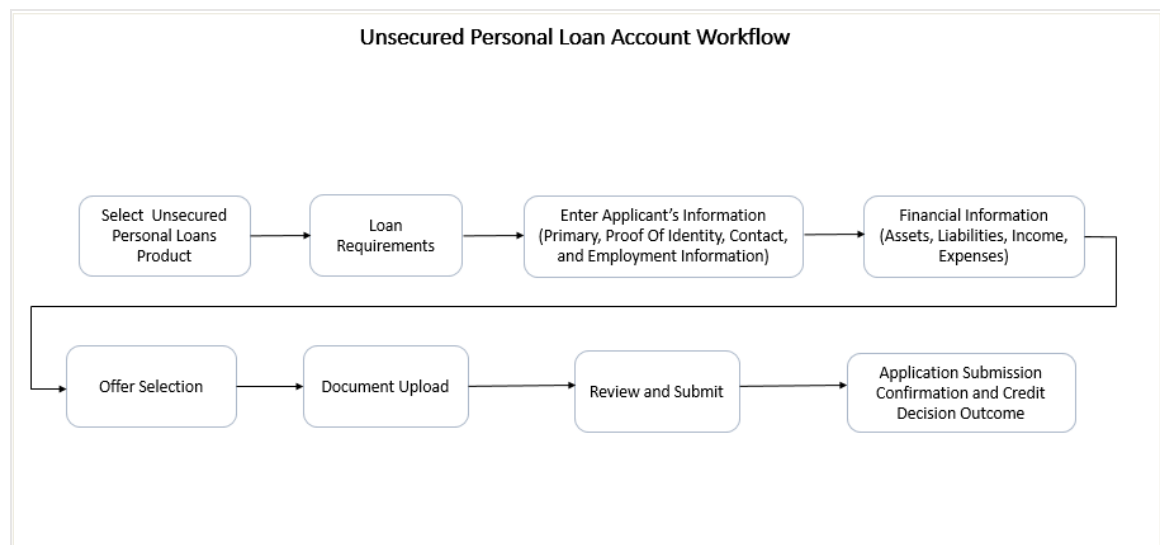 Unsecured Personal Loan Account Workflow
Select Unsecured
Personal Loans
Product
Loan
Requirements
Enter Applicant's Information
(Primary, Proof Of Identity, Contact,
and Employment Information)
Financial Information
(Assets, Liabilities, Income,
Expenses)
Offer Selection
Document Upload
Review and Submit
Application Submission
Confirmation and Credit
Decision Outcome